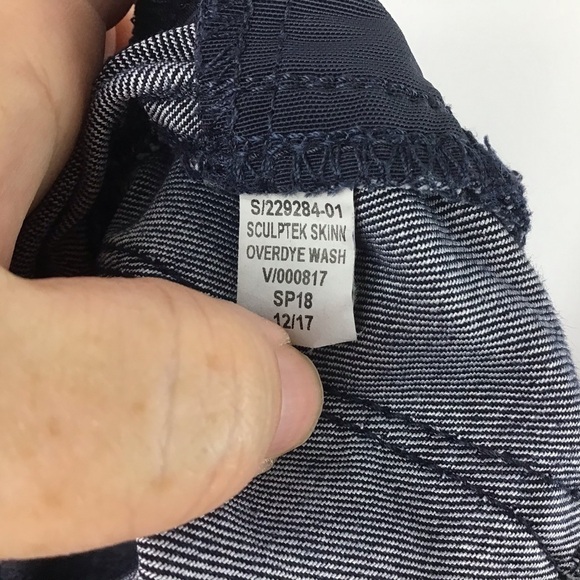 S/229284-01
SCULPTEK SKINN
OVERDYE WASH
V/000817
SP18
12/17